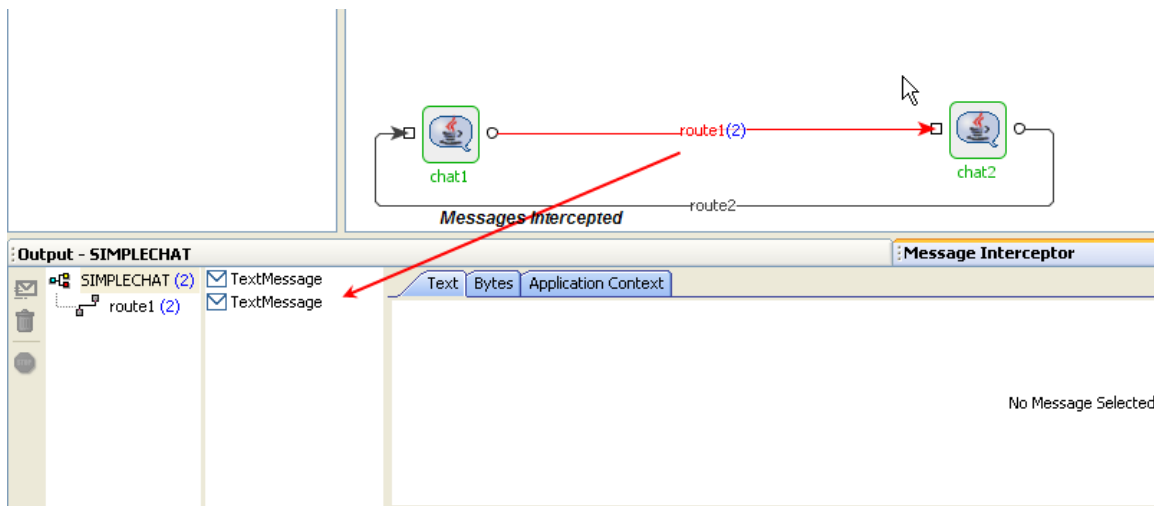 route1(2)
chat1
chat2
route2
Messages Intercepted
Output - SIMPLECHAT
Message Interceptor
SIMPLECHAT (2)
route1 (2)
TextMessage
TextMessage
Text
Bytes
Application Context
No Message Selected